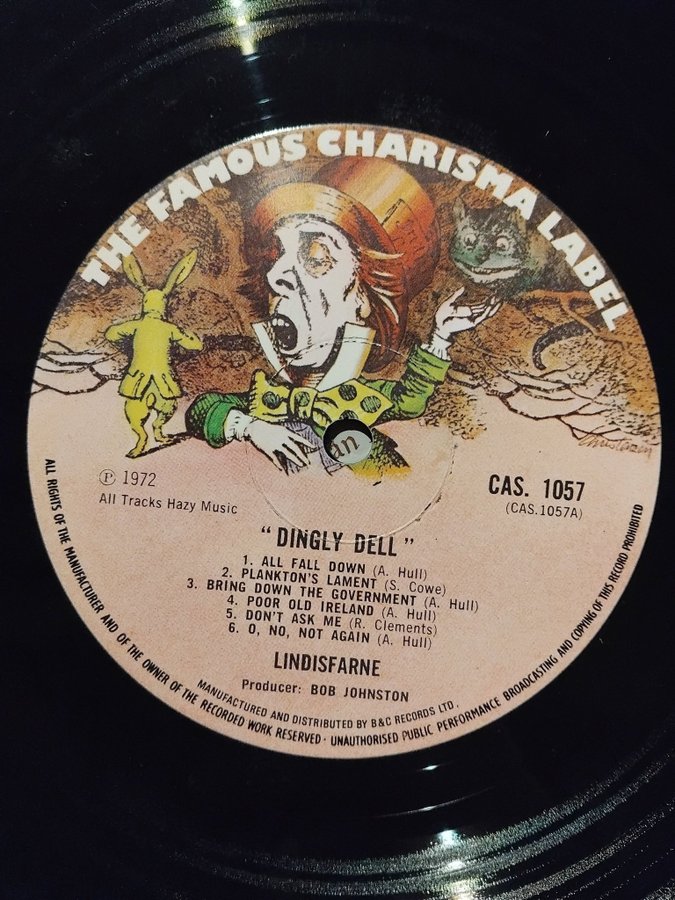 THE FAMOUS CHARISMA LABEL
an
℗ 1972
All Tracks Hazy Music
CAS. 1057
(CAS.1057A)
“DINGLY DELL”
1. ALL FALL DOWN (A. Hull)
2. PLANKTON'S LAMENT (S. Cowe)
3. BRING DOWN THE GOVERNMENT (A. Hull)
4. POOR OLD IRELAND (A. Hull)
5. DON'T ASK ME (R. Clements)
6. O, NO, NOT AGAIN (A. Hull)
LINDISFARNE
Producer: BOB JOHNSTON
MANUFACTURED AND DISTRIBUTED BY B&C RECORDS LTD.
ALL RIGHTS OF THE MANUFACTURER AND OF THE OWNER OF THE RECORDED WORK RESERVED · UNAUTHORISED PUBLIC PERFORMANCE BROADCASTING AND COPYING OF THIS RECORD PROHIBITED